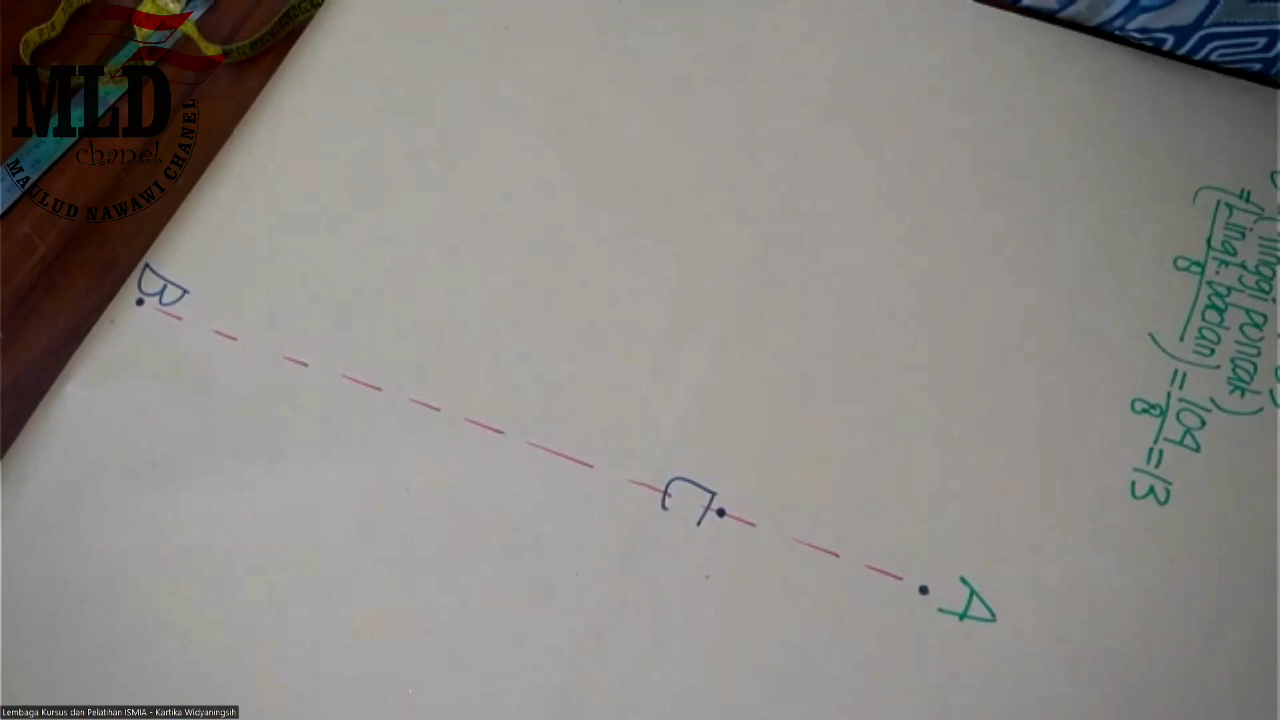 MLD
chanel
MAULUD NAWAWI CHANEL
B
C
A
(Tinggi puncak)
= (Lingk. badan) = 104 = 13
8 8
Lembaga Kursus dan Pelatihan ISMIA - Kartika Widyaningsih